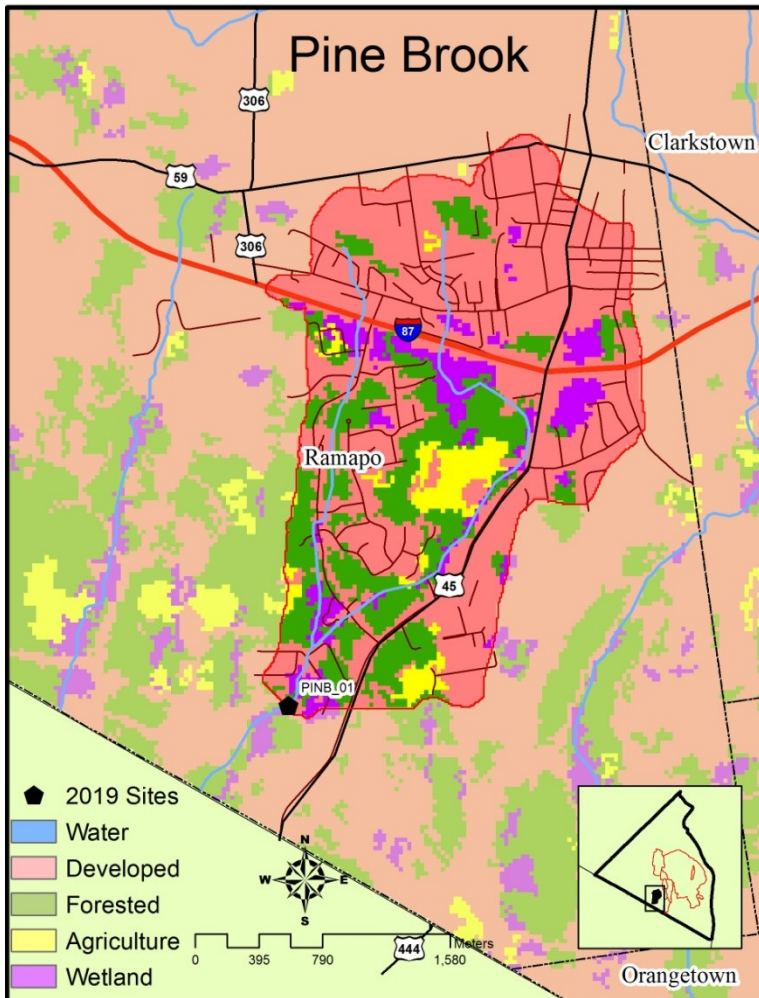 Pine Brook
306
Clarkstown
59
306
87
Ramapo
45
PINB_01
2019 Sites
Water
Developed
Forested
Agriculture
Wetland
N
W E
S
444
Meters
0 395 790 1,580
Orangetown